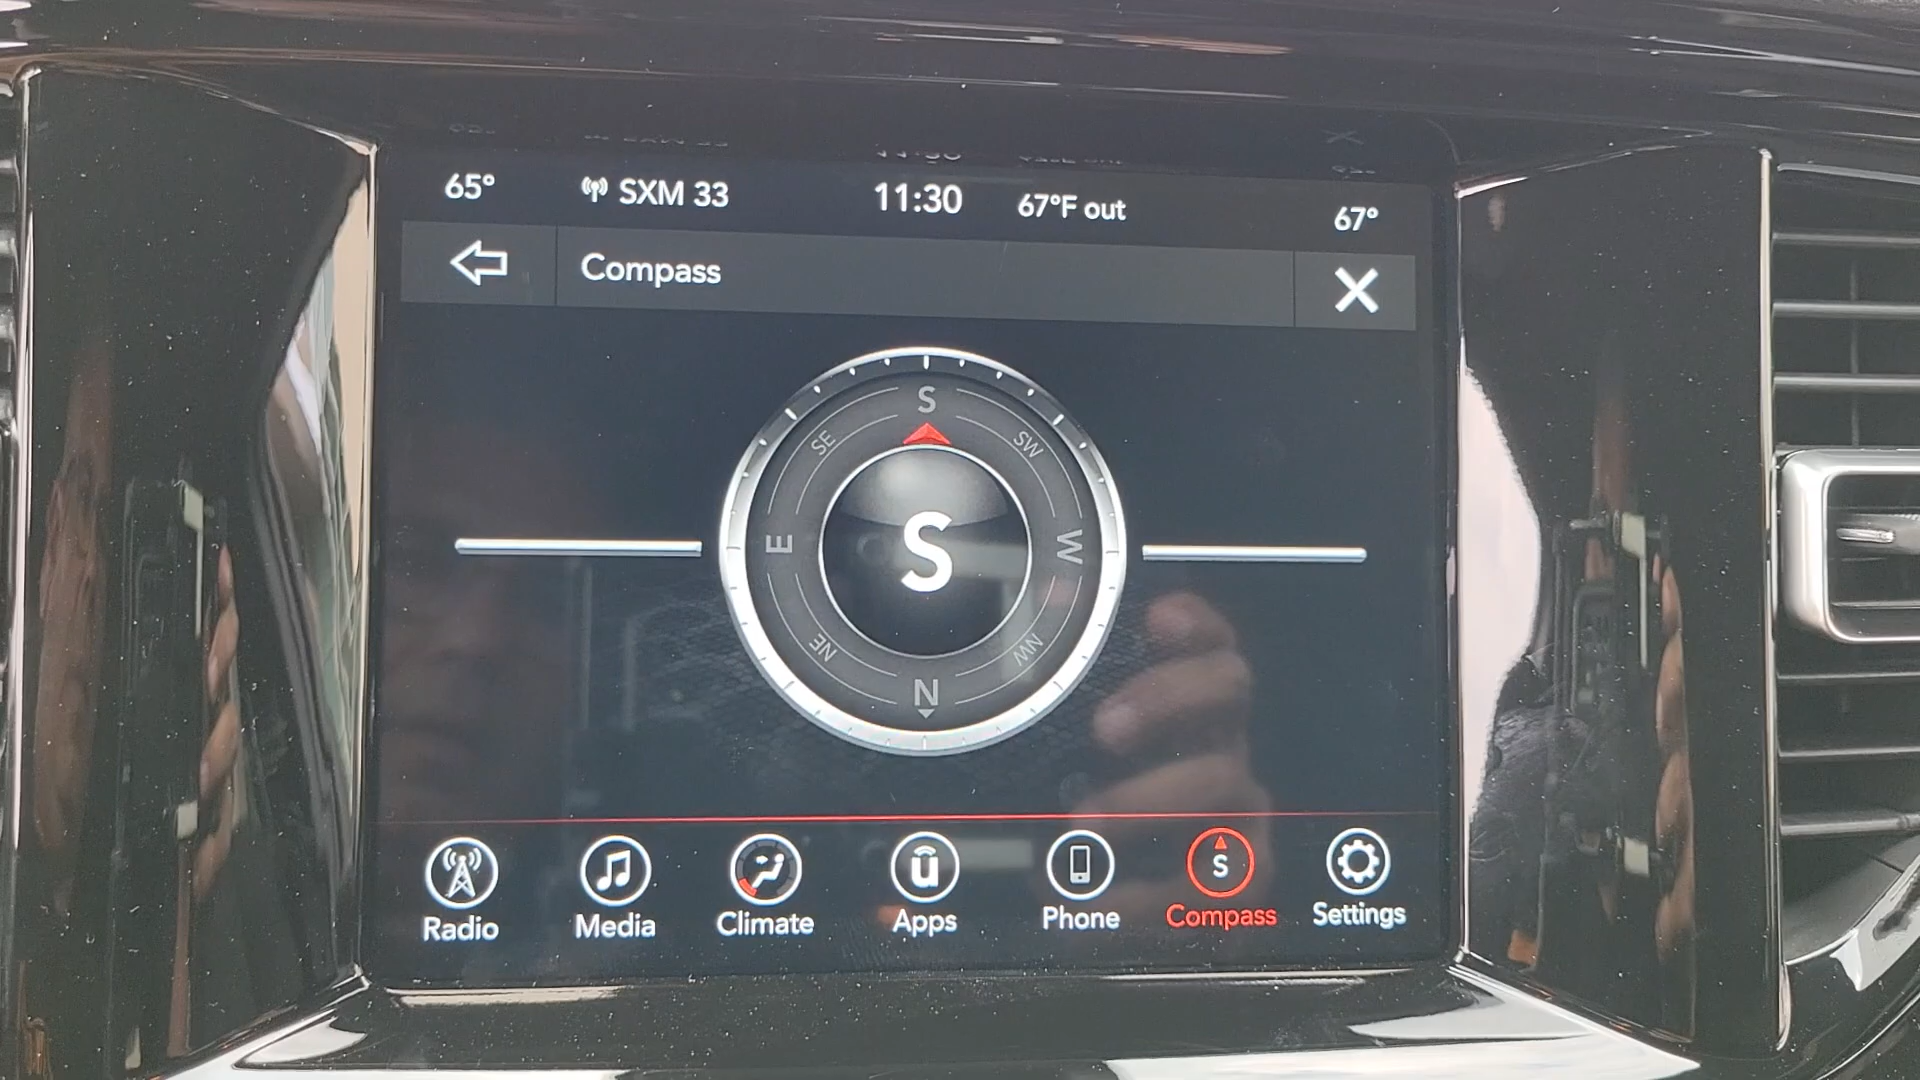 65° SXM 33 11:30 67°F out 67°
Compass
S
SE SW
E S W
NE NW
N
S
Radio Media Climate Apps Phone Compass Settings